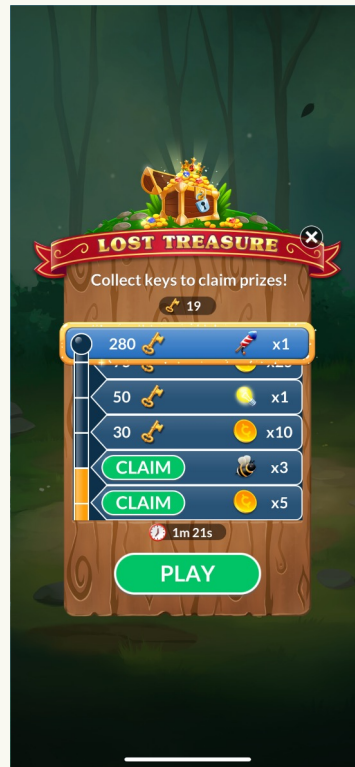 LOST TREASURE
Collect keys to claim prizes!
19
280 x1
50 x1
30 x10
CLAIM x3
CLAIM x5
1m 21s
PLAY